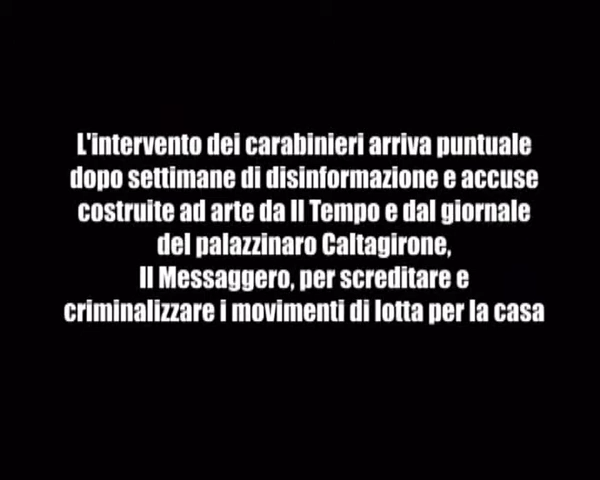 L'intervento dei carabinieri arriva puntuale
dopo settimane di disinformazione e accuse
costruite ad arte da Il Tempo e dal giornale
del palazzinaro Caltagirone,
Il Messaggero, per screditare e
criminalizzare i movimenti di lotta per la casa